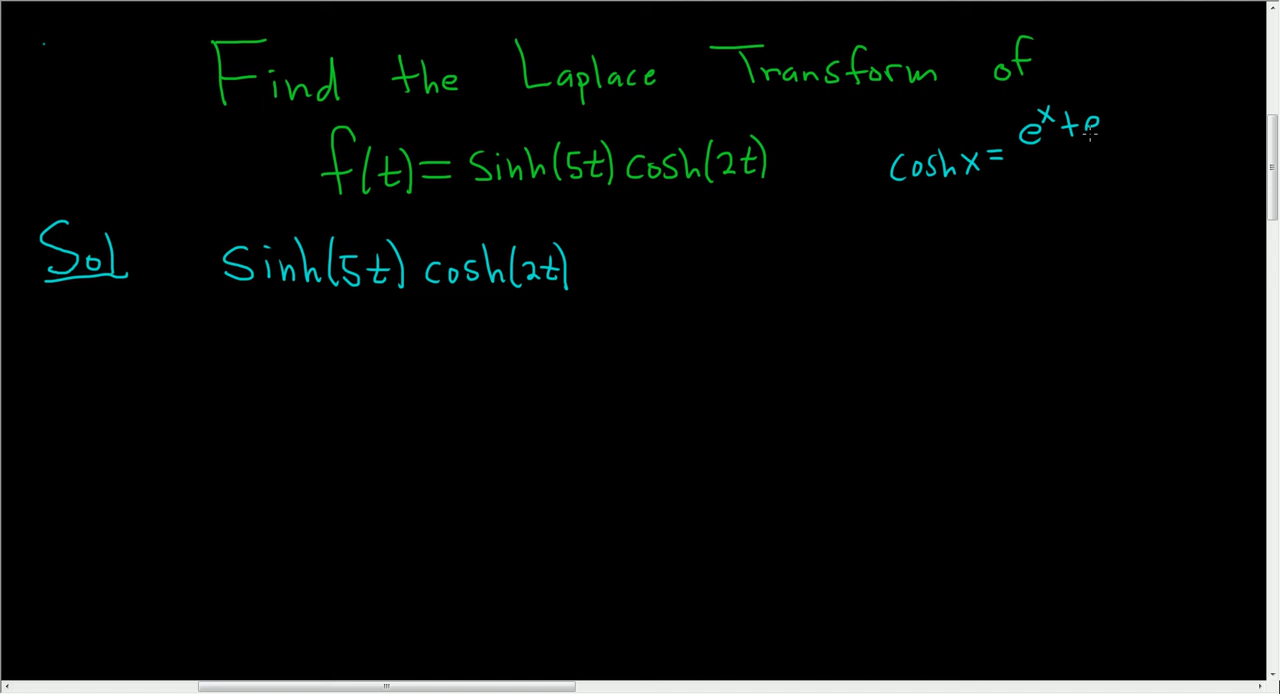 Find the Laplace Transform of
f(t) = Sinh(5t) cosh(2t)
cosh x = e^x + e
Sol Sinh(5t) cosh(2t)